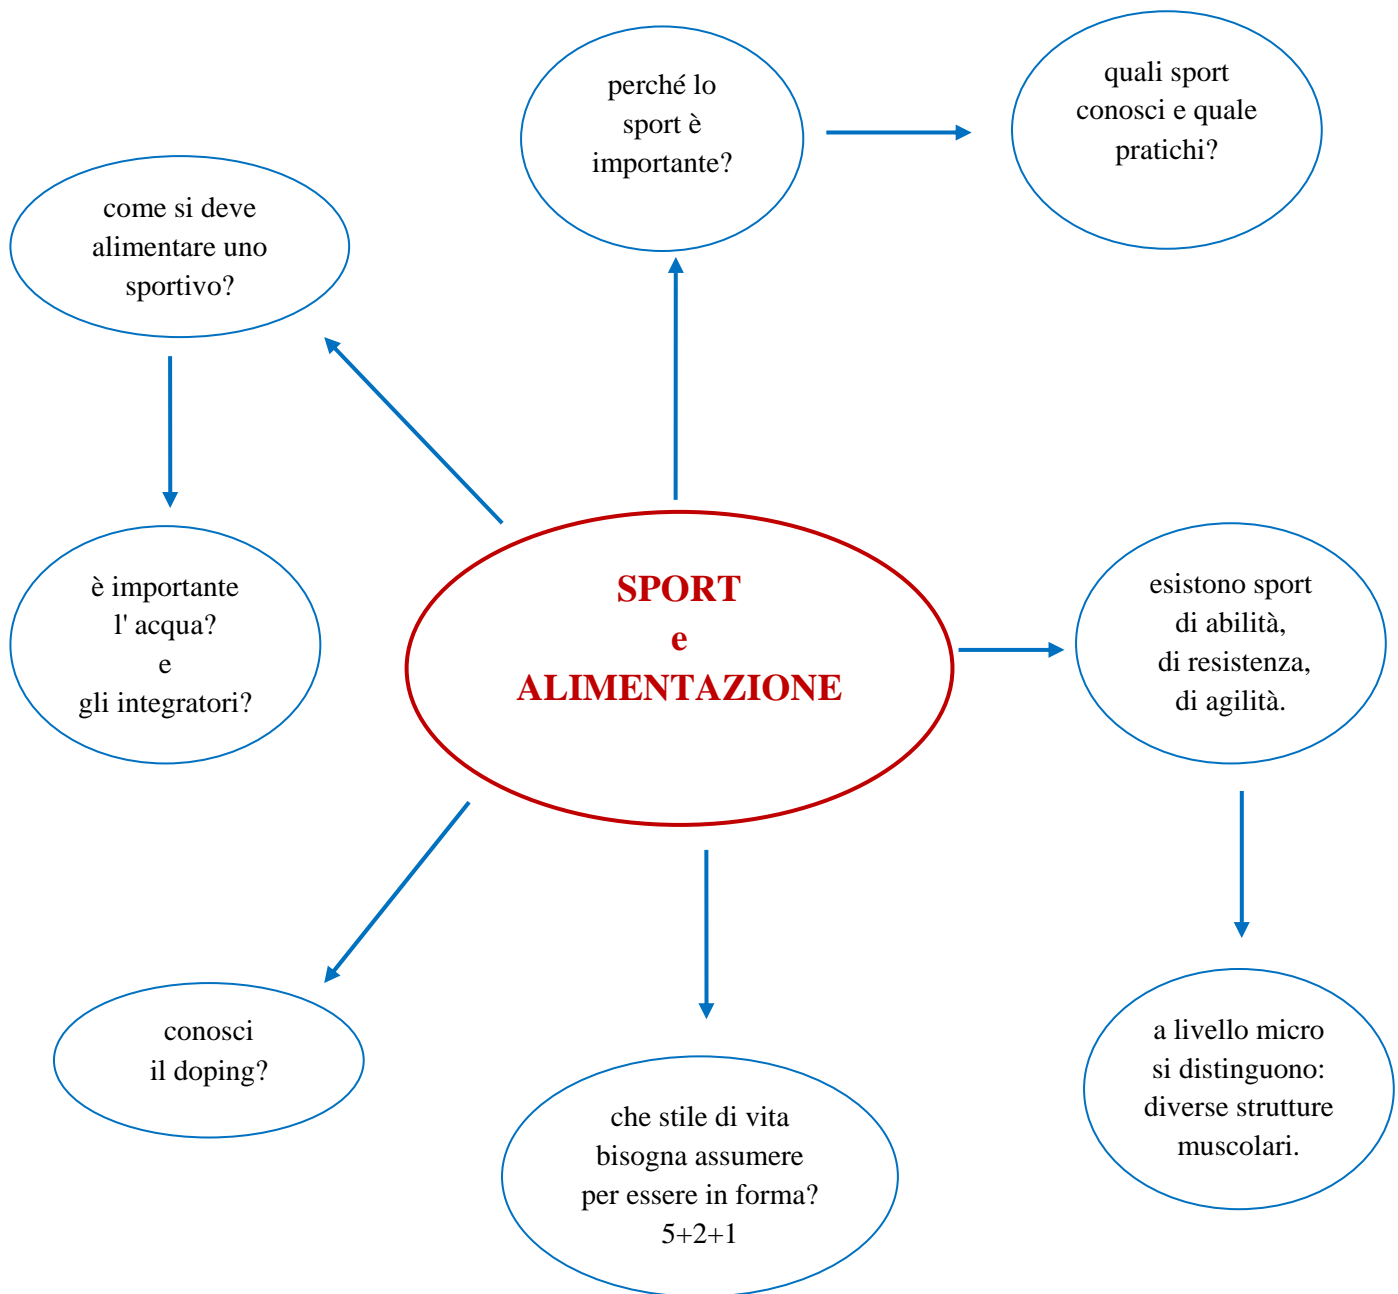 perché lo
sport è
importante?
quali sport
conosci e quale
pratichi?
come si deve
alimentare uno
sportivo?
è importante
l' acqua?
e
gli integratori?
SPORT
e
ALIMENTAZIONE
esistono sport
di abilità,
di resistenza,
di agilità.
conosci
il doping?
che stile di vita
bisogna assumere
per essere in forma?
5+2+1
a livello micro
si distinguono:
diverse strutture
muscolari.